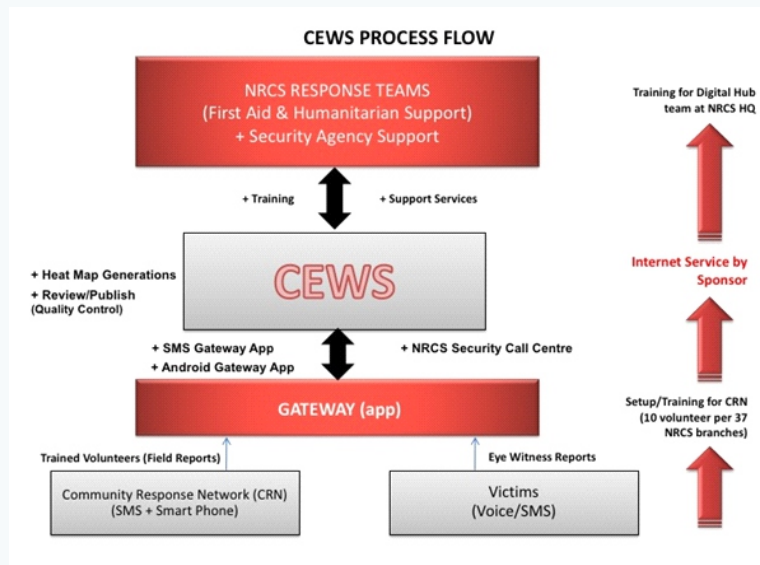 CEWS PROCESS FLOW
NRCS RESPONSE TEAMS
(First Aid & Humanitarian Support)
+ Security Agency Support
Training for Digital Hub
team at NRCS HQ
+ Training
+ Support Services
CEWS
+ Heat Map Generations
+ Review/Publish
(Quality Control)
Internet Service by
Sponsor
+ SMS Gateway App
+ Android Gateway App
+ NRCS Security Call Centre
GATEWAY (app)
Setup/Training for CRN
(10 volunteer per 37
NRCS branches)
Trained Volunteers (Field Reports)
Eye Witness Reports
Community Response Network (CRN)
(SMS + Smart Phone)
Victims
(Voice/SMS)